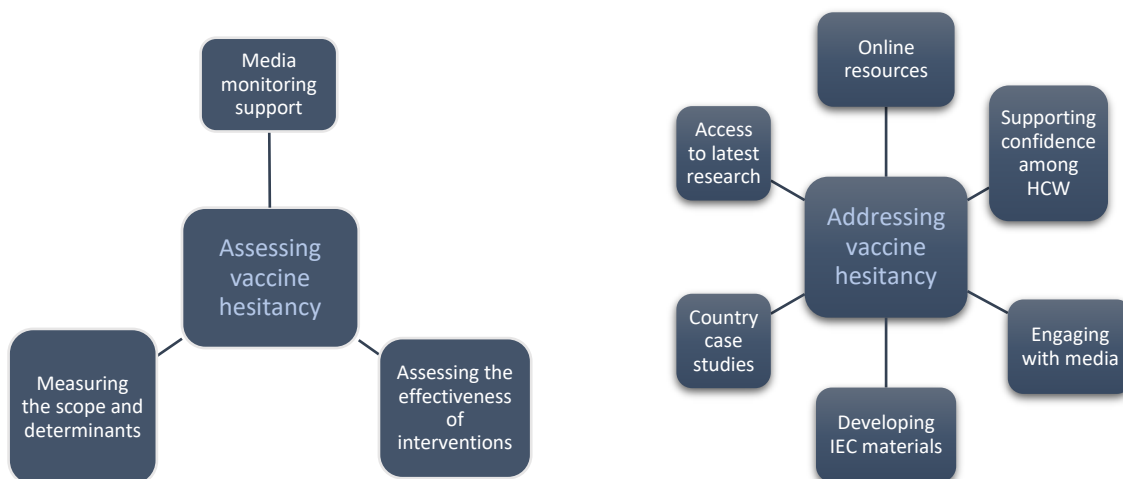 Media
monitoring
support
Assessing
vaccine
hesitancy
Measuring
the scope and
determinants
Assessing the
effectiveness
of
interventions
Online
resources
Access
to latest
research
Supporting
confidence
among
HCW
Addressing
vaccine
hesitancy
Country
case
studies
Engaging
with media
Developing
IEC materials